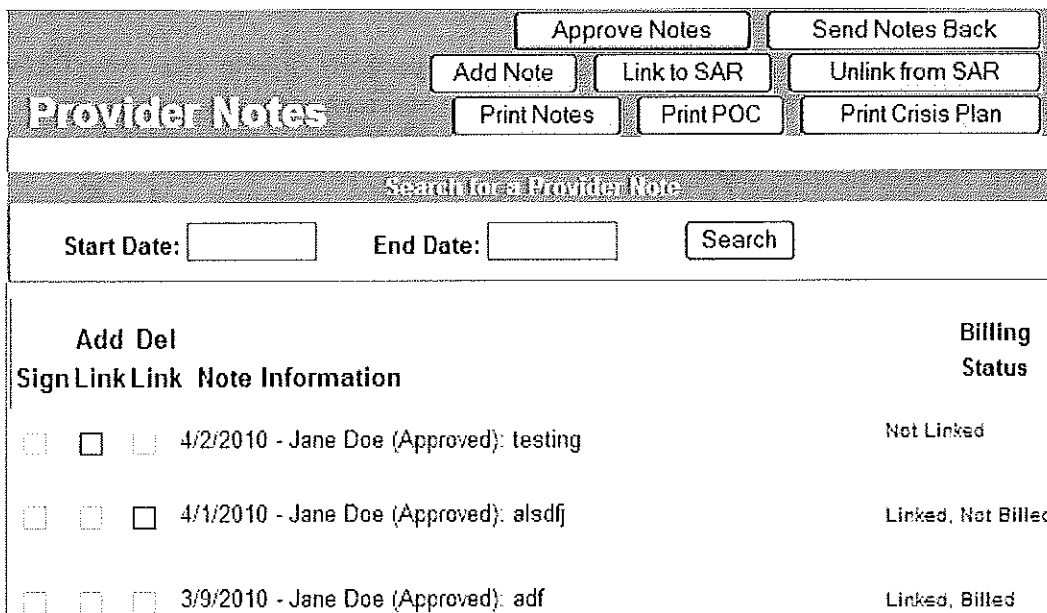 Approve Notes Send Notes Back
Add Note Link to SAR Unlink from SAR
Provider Notes Print Notes Print POC Print Crisis Plan
Search for a Provider Note
Start Date: End Date: Search
Add Del Billing
Sign Link Link Note Information Status
4/2/2010 - Jane Doe (Approved): testing Not Linked
4/1/2010 - Jane Doe (Approved): alsdfj Linked, Not Billed
3/9/2010 - Jane Doe (Approved): adf Linked, Billed